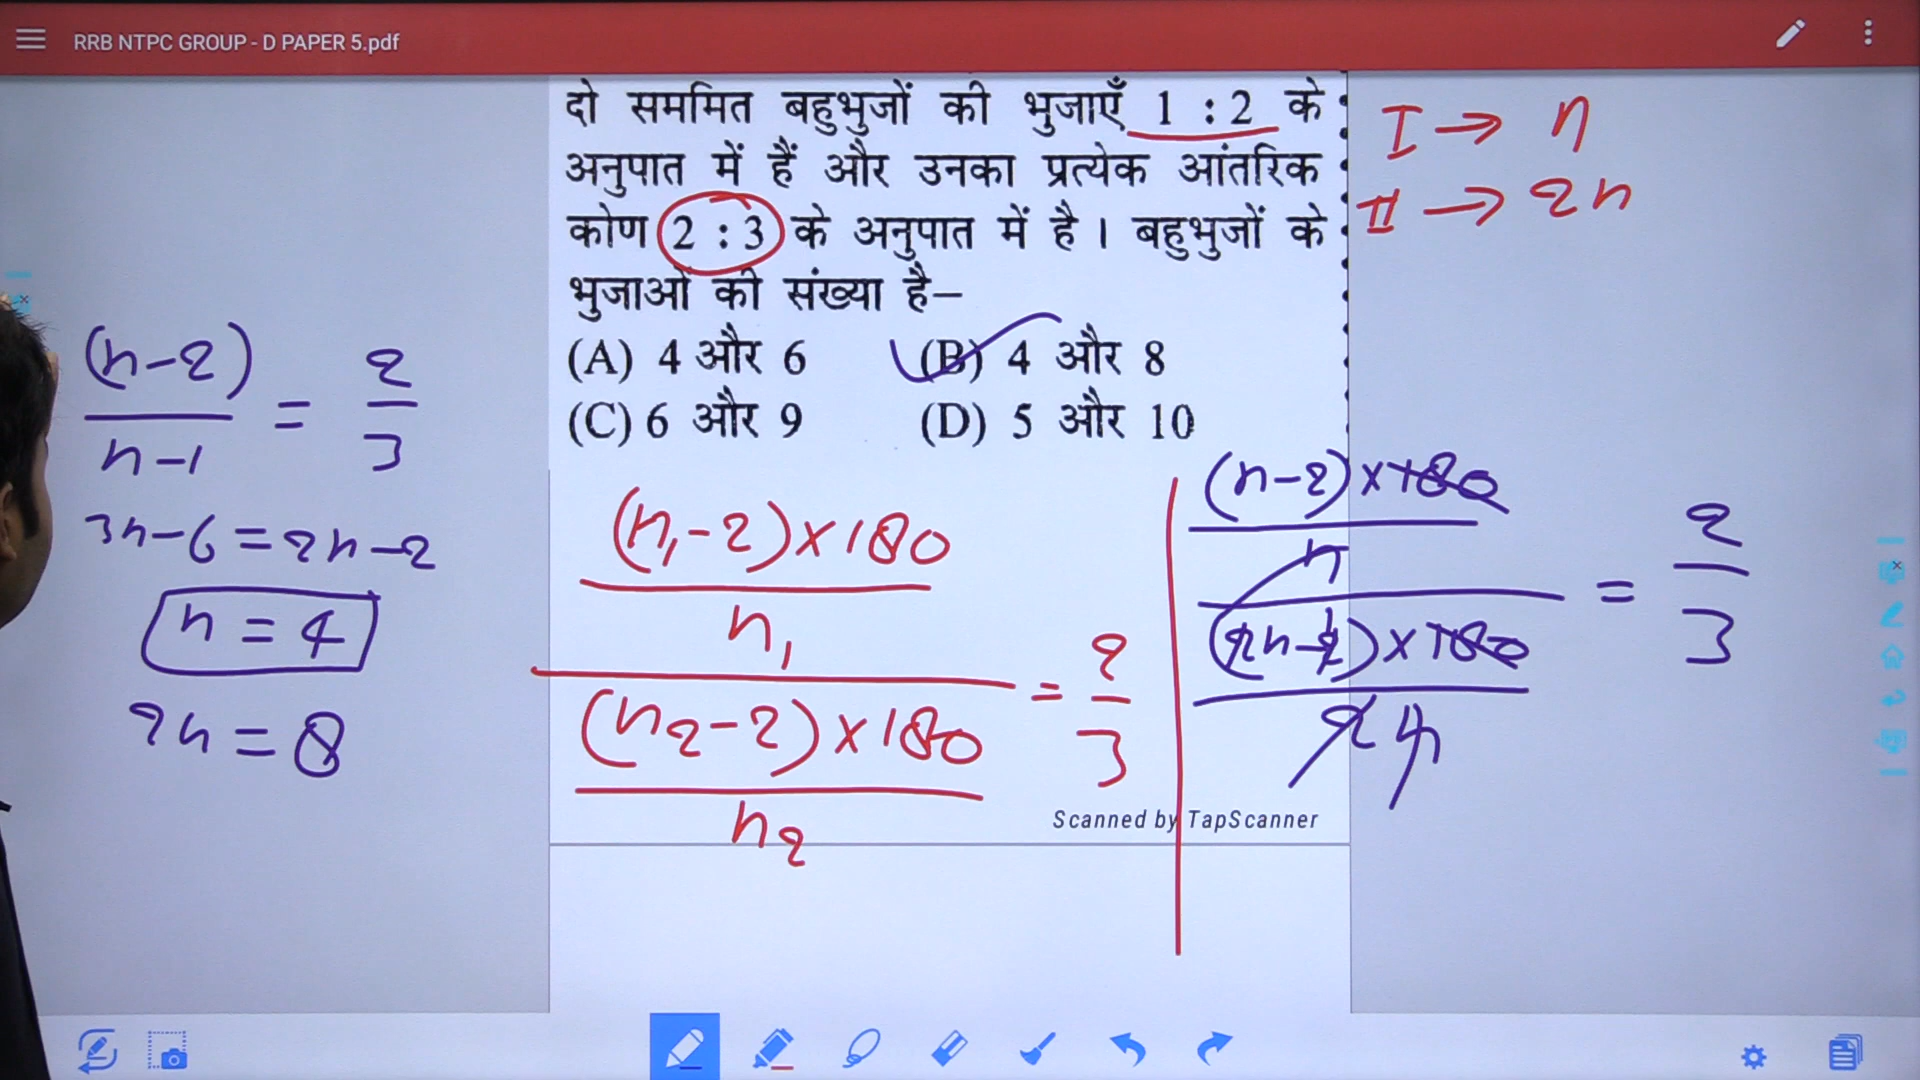 RRB NTPC GROUP - D PAPER 5.pdf
दो सममित बहुभुजों की भुजाएँ 1 : 2 के
अनुपात में हैं और उनका प्रत्येक आंतरिक
कोण 2 : 3 के अनुपात में है । बहुभुजों के
भुजाओं की संख्या है–
(A) 4 और 6 (B) 4 और 8
(C) 6 और 9 (D) 5 और 10
I → n
II → 2n
(n₁-2)×180
n₁
(n₂-2)×180
n₂
= 2
3
(n-2)×180
n
(2n-2)×180
2n
= 2
3
(n-2)
n-1
= 2
3
3n-6=2n-2
n=4
2n=8
Scanned by TapScanner